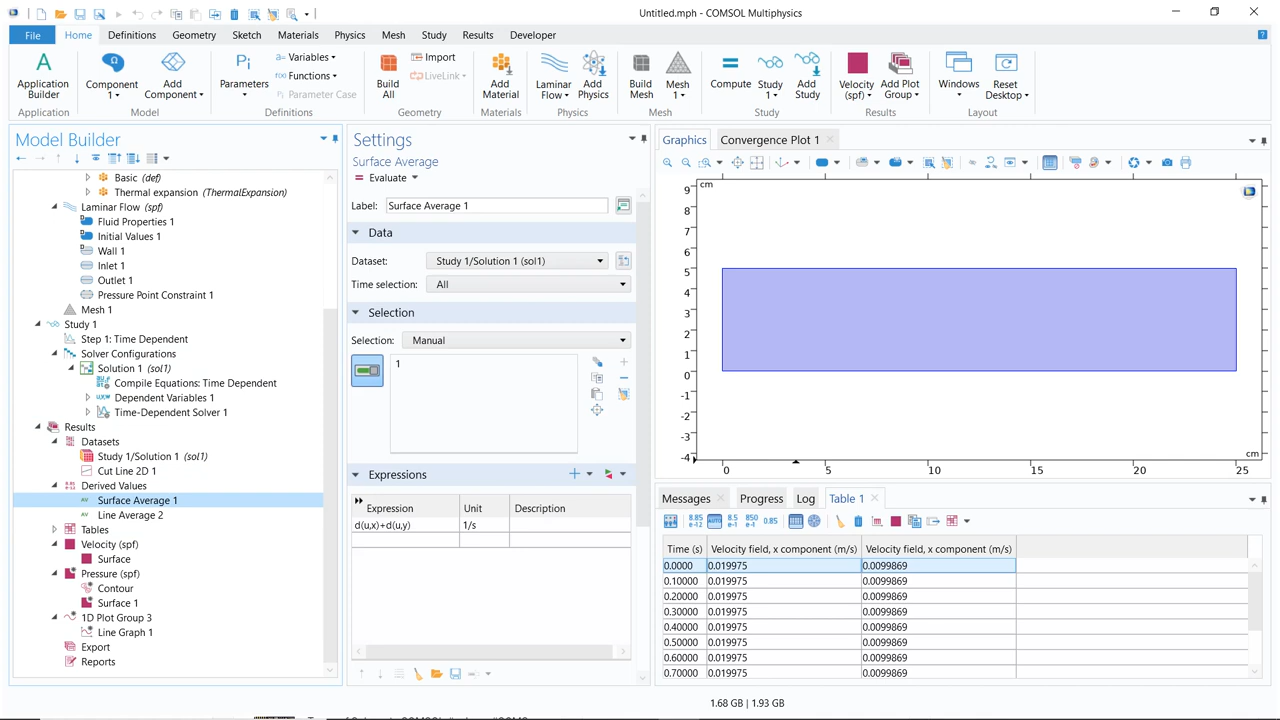 Untitled.mph - COMSOL Multiphysics
File Home Definitions Geometry Sketch Materials Physics Mesh Study Results Developer
Application Builder
Application
Component 1
Add Component
Model
Parameters
a= Variables
Functions
Parameter Case
Definitions
Build All
Import
LiveLink
Geometry
Add Material
Materials
Laminar Flow
Add Physics
Physics
Build Mesh
Mesh 1
Mesh
Compute
Study 1
Add Study
Study
Velocity (spf)
Add Plot Group
Results
Windows
Reset Desktop
Layout
Model Builder
Basic (def)
Thermal expansion (ThermalExpansion)
Laminar Flow (spf)
Fluid Properties 1
Initial Values 1
Wall 1
Inlet 1
Outlet 1
Pressure Point Constraint 1
Mesh 1
Study 1
Step 1: Time Dependent
Solver Configurations
Solution 1 (sol1)
Compile Equations: Time Dependent
Dependent Variables 1
Time-Dependent Solver 1
Results
Datasets
Study 1/Solution 1 (sol1)
Cut Line 2D 1
Derived Values
Surface Average 1
Line Average 2
Tables
Velocity (spf)
Surface
Pressure (spf)
Contour
Surface 1
1D Plot Group 3
Line Graph 1
Export
Reports
Settings
Surface Average
= Evaluate
Label: Surface Average 1
Data
Dataset: Study 1/Solution 1 (sol1)
Time selection: All
Selection
Selection: Manual
1
Expressions
Expression Unit Description
d(u,x)+d(u,y) 1/s
Graphics Convergence Plot 1
cm
9
8
7
6
5
4
3
2
1
0
-1
-2
-3
-4
0 5 10 15 20 25
cm
Messages Progress Log Table 1
8.85 e-12 AUTO 8.5 e-1 850 e-1 0.85
Time (s) Velocity field, x component (m/s) Velocity field, x component (m/s)
0.0000 0.019975 0.0099869
0.10000 0.019975 0.0099869
0.20000 0.019975 0.0099869
0.30000 0.019975 0.0099869
0.40000 0.019975 0.0099869
0.50000 0.019975 0.0099869
0.60000 0.019975 0.0099869
0.70000 0.019975 0.0099869
1.68 GB | 1.93 GB